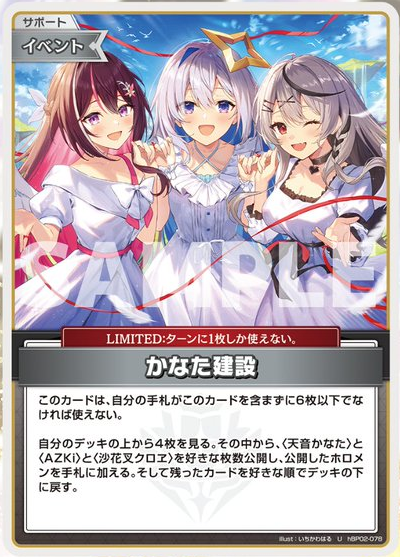 サポート
イベント
SAMPLE
LIMITED:ターンに1枚しか使えない。
かなた建設
このカードは、自分の手札がこのカードを含まずに6枚以下で
なければ使えない。
自分のデッキの上から4枚を見る。その中から、〈天音かなた〉と
〈AZKi〉と〈沙花叉クロヱ〉を好きな枚数公開し、公開したホロメ
ンを手札に加える。そして残ったカードを好きな順でデッキの下
に戻す。
illust：いちかわはる U hBP02-078